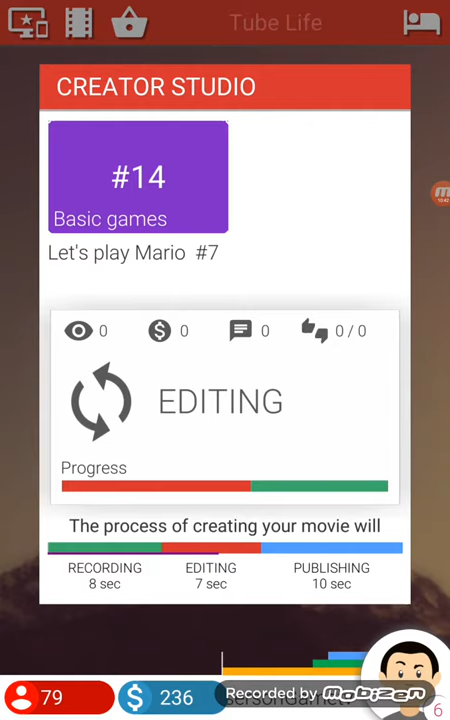 Tube Life
CREATOR STUDIO
#14
Basic games
Let's play Mario #7
10:42
0
0
0
0 / 0
EDITING
Progress
The process of creating your movie will
RECORDING
8 sec
EDITING
7 sec
PUBLISHING
10 sec
79
236
Recorded by mobizen
6